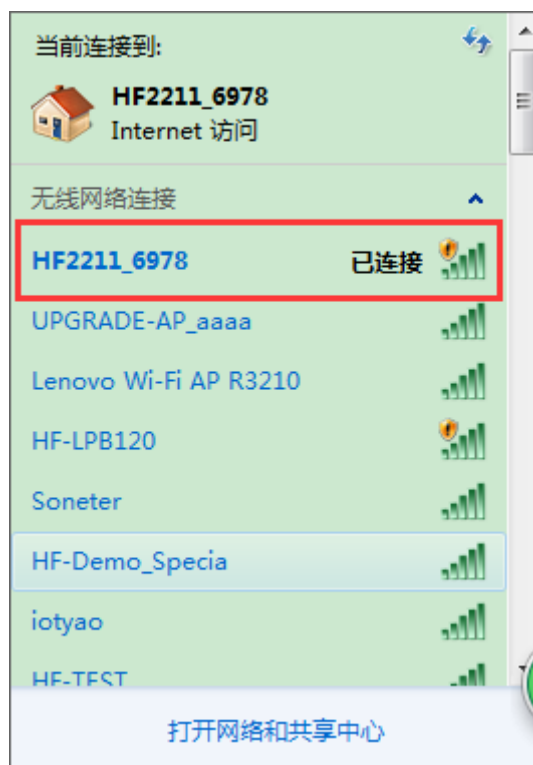 当前连接到:
HF2211_6978
Internet 访问
无线网络连接
HF2211_6978 已连接
UPGRADE-AP_aaaa
Lenovo Wi-Fi AP R3210
HF-LPB120
Soneter
HF-Demo_Specia
iotyao
HF-TEST
打开网络和共享中心